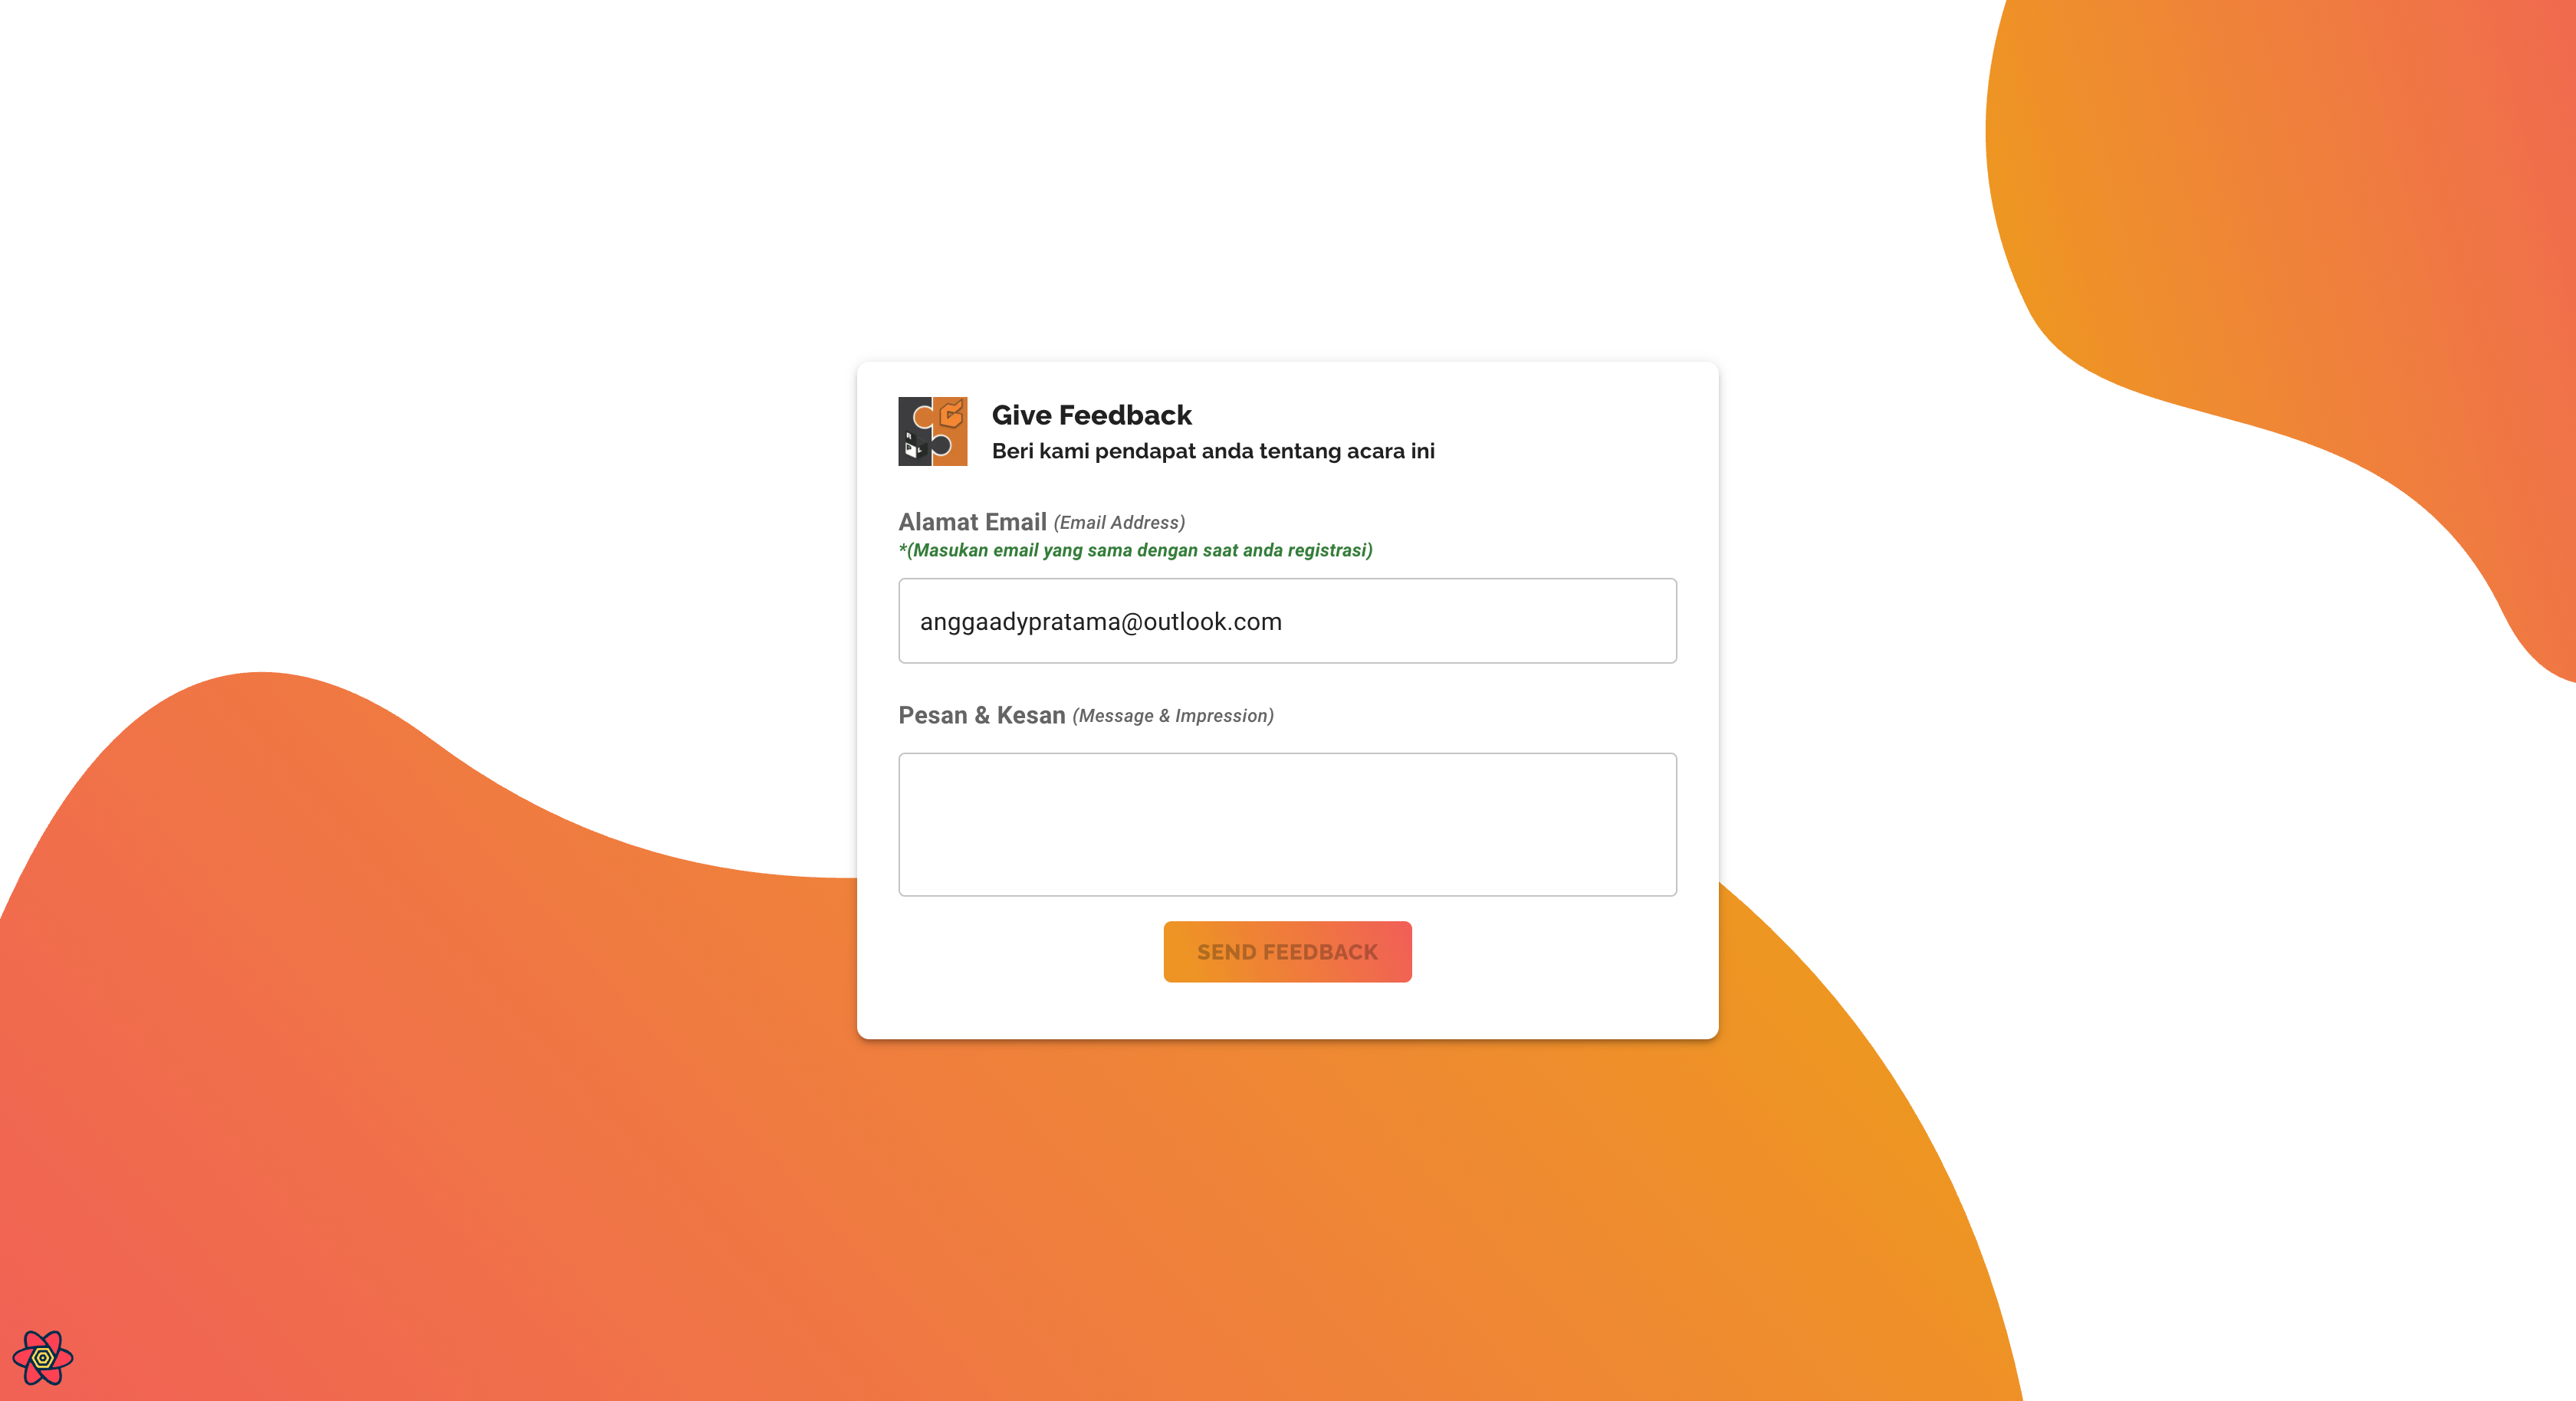 Give Feedback
Beri kami pendapat anda tentang acara ini
Alamat Email (Email Address)
*(Masukan email yang sama dengan saat anda registrasi)
anggaadypratama@outlook.com
Pesan & Kesan (Message & Impression)
SEND FEEDBACK